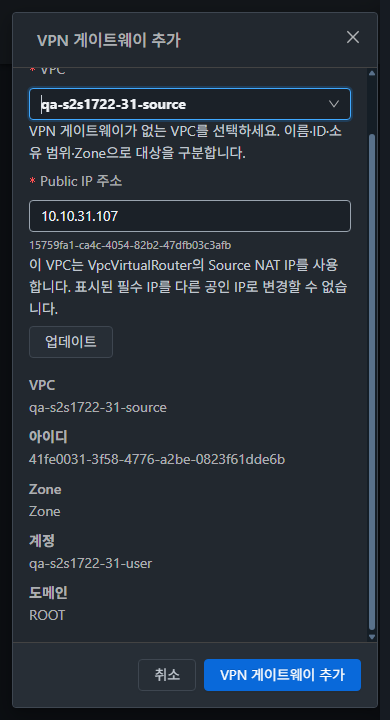 VPN 게이트웨이 추가
* VPC
qa-s2s1722-31-source
VPN 게이트웨이가 없는 VPC를 선택하세요. 이름·ID·소
유 범위·Zone으로 대상을 구분합니다.
* Public IP 주소
10.10.31.107
15759fa1-ca4c-4054-82b2-47dfb03c3afb
이 VPC는 VpcVirtualRouter의 Source NAT IP를 사용
합니다. 표시된 필수 IP를 다른 공인 IP로 변경할 수 없습
니다.
업데이트
VPC
qa-s2s1722-31-source
아이디
41fe0031-3f58-4776-a2be-0823f61dde6b
Zone
Zone
계정
qa-s2s1722-31-user
도메인
ROOT
취소
VPN 게이트웨이 추가